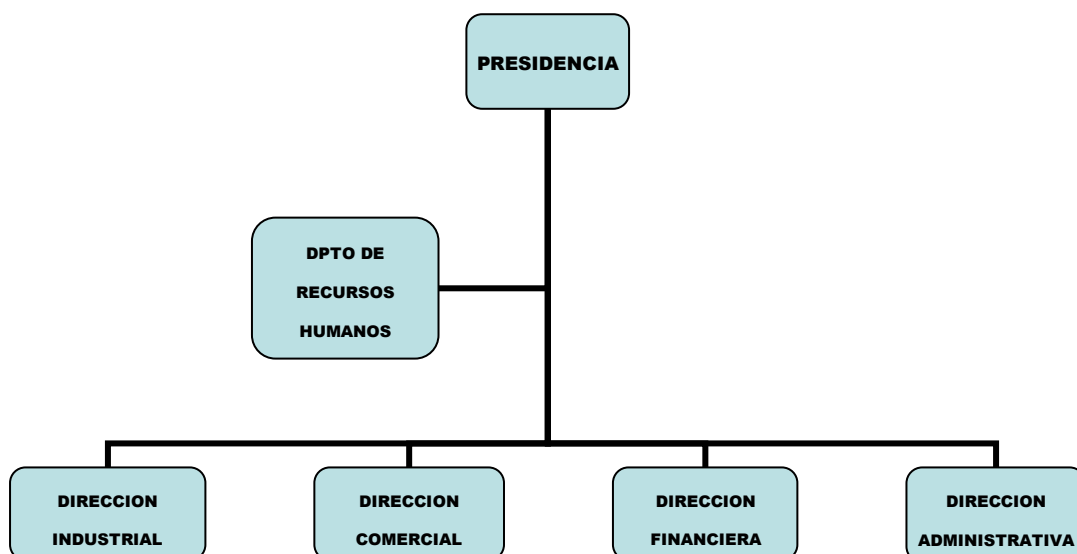 PRESIDENCIA
DPTO DE
RECURSOS
HUMANOS
DIRECCION
INDUSTRIAL
DIRECCION
COMERCIAL
DIRECCION
FINANCIERA
DIRECCION
ADMINISTRATIVA